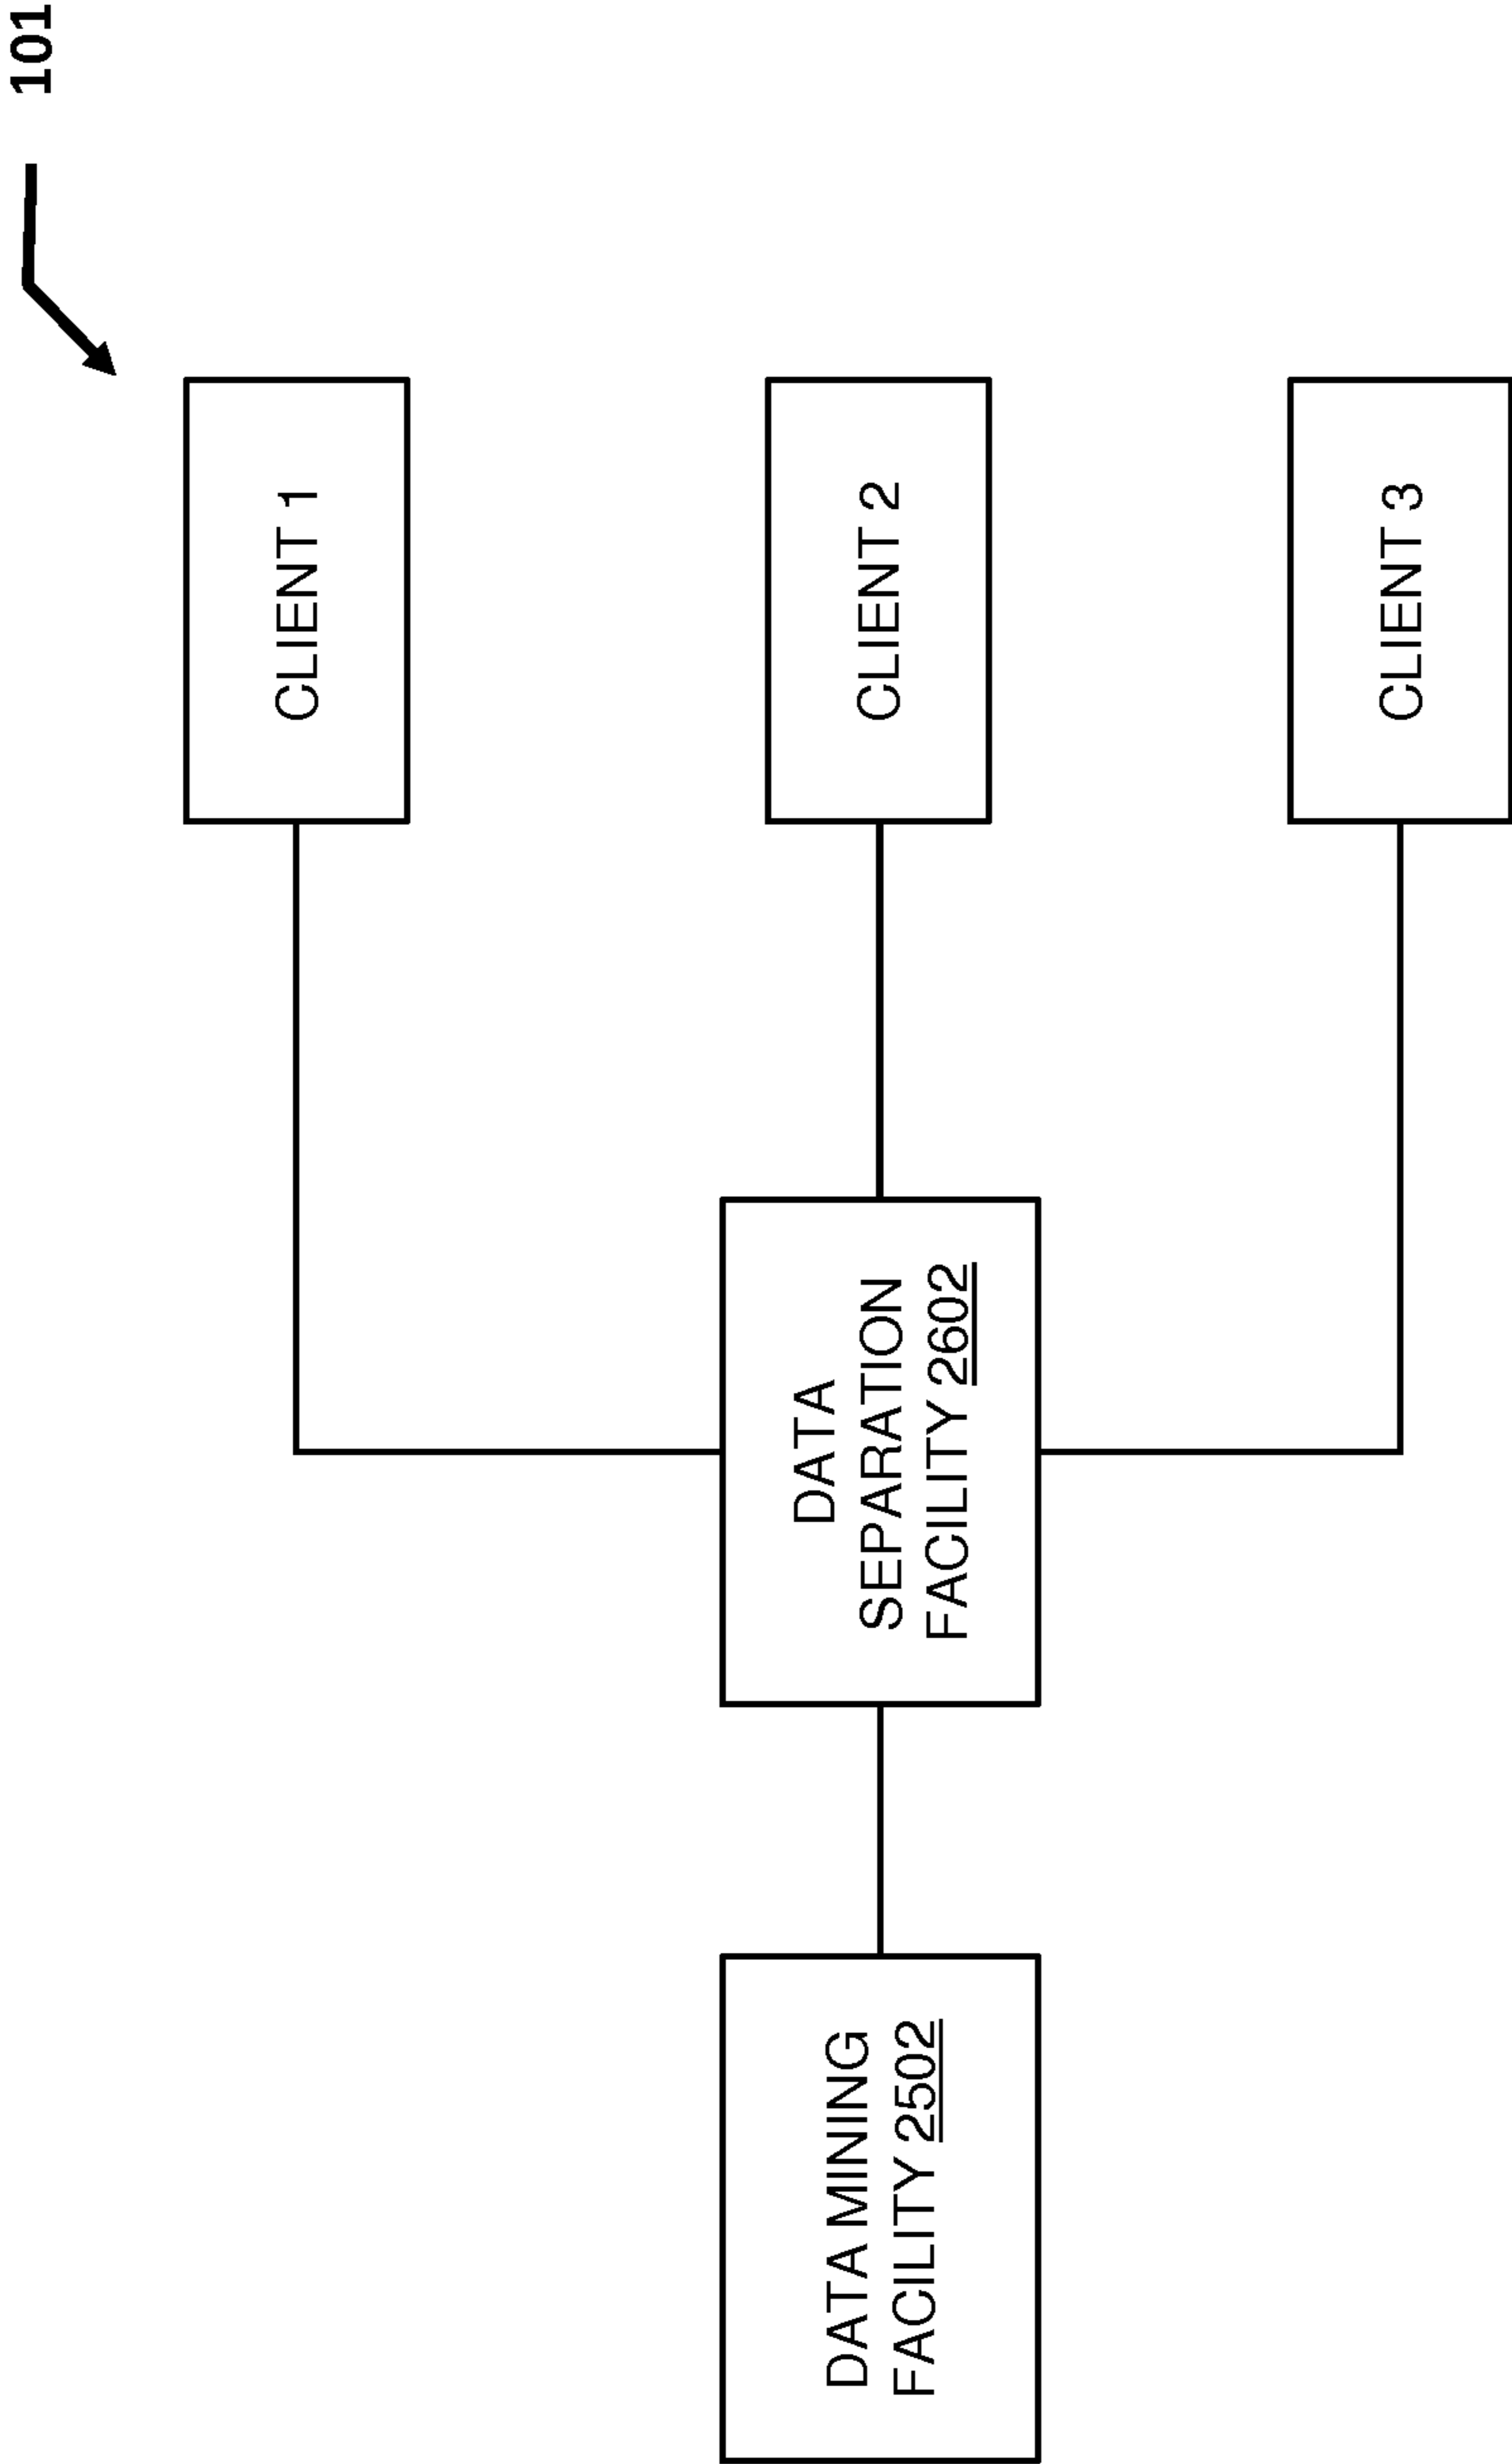 101
CLIENT 1
CLIENT 2
CLIENT 3
DATA
SEPARATION
FACILITY 2602
DATA MINING
FACILITY 2502